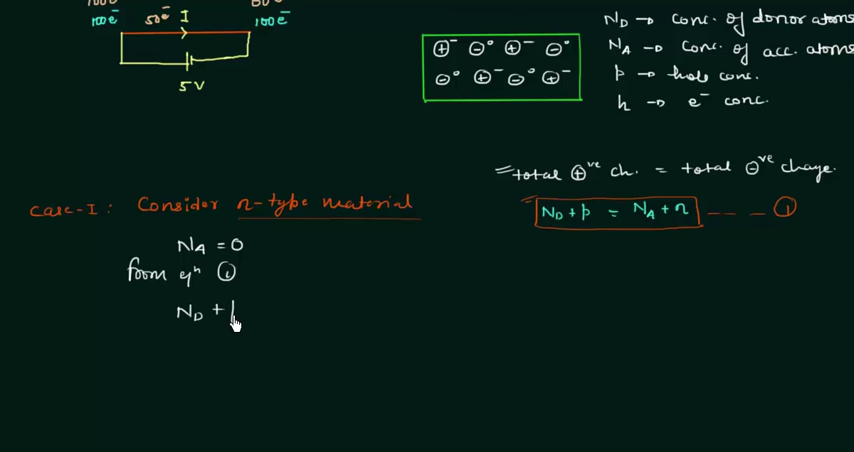 100e⁻ 50e⁻ I 100e⁻
5V
⊕⁻ ⊖° ⊕⁻ ⊖°
⊖° ⊕⁻ ⊖° ⊕⁻
N_D → conc. of donor atoms
N_A → conc. of acc. atoms
p → hole conc.
n → e⁻ conc.
total ⊕ve ch. = total ⊖ve charge.
N_D + p = N_A + n --- ①
Case-I: Consider n-type material
N_A = 0
from eqⁿ ①
N_D +